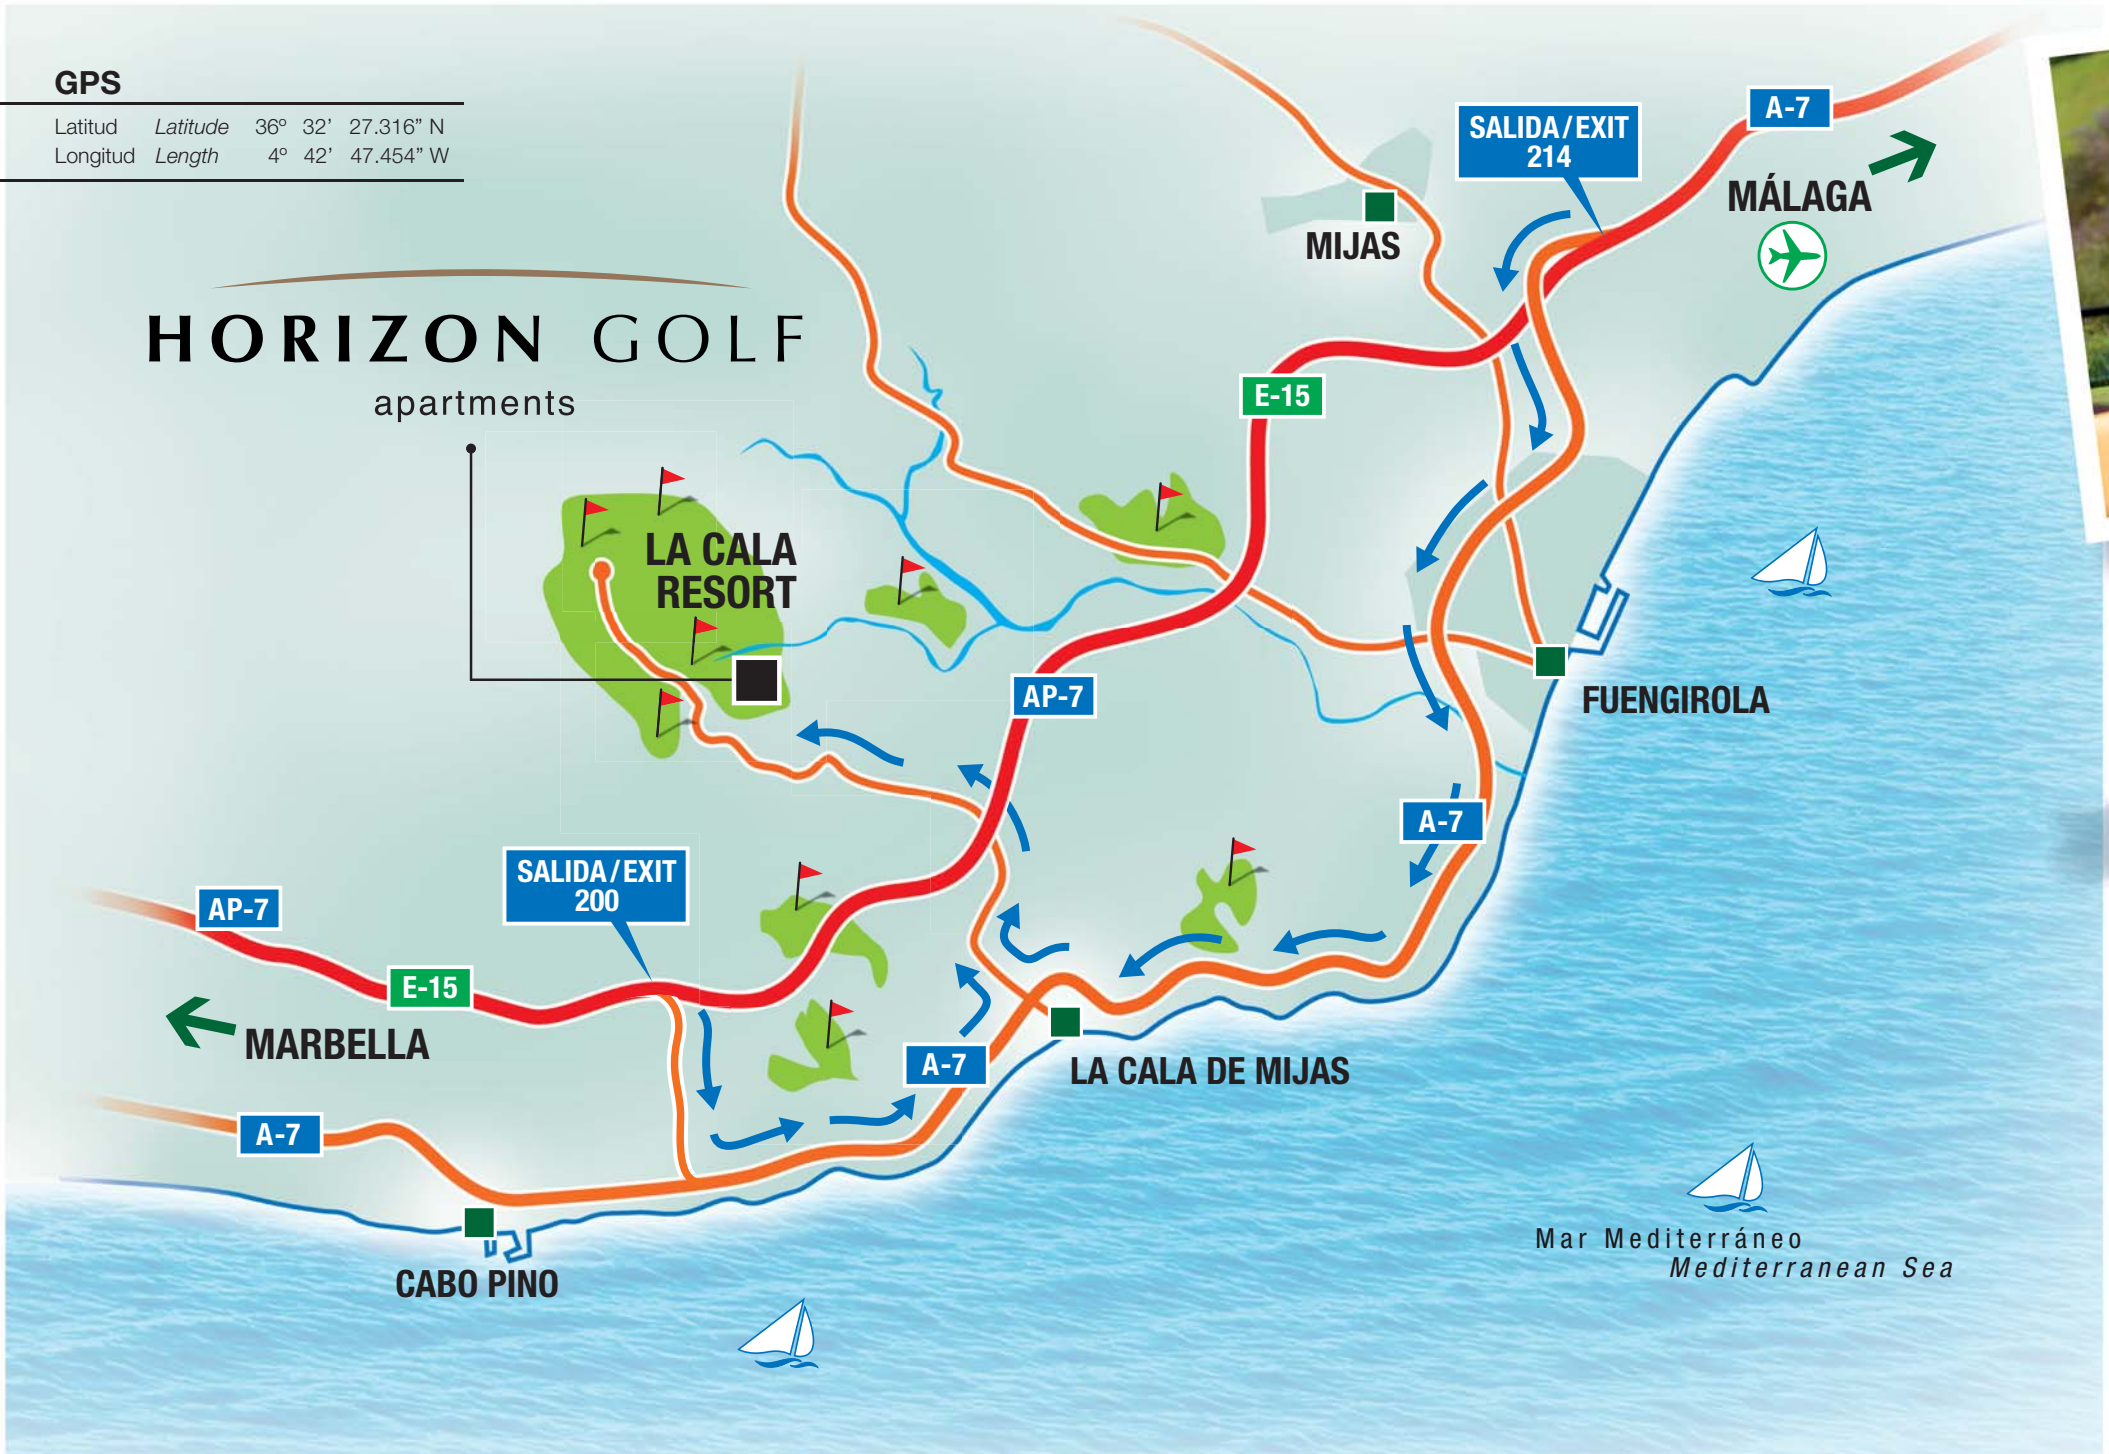 GPS
Latitud Latitude 36º 32’ 27.316” N
Longitud Length 4º 42’ 47.454” W
HORIZON GOLF
apartments
LA CALA
RESORT
MIJAS
SALIDA/EXIT
214
A-7
MÁLAGA
E-15
AP-7
FUENGIROLA
A-7
SALIDA/EXIT
200
AP-7
E-15
MARBELLA
A-7
LA CALA DE MIJAS
A-7
CABO PINO
Mar Mediterráneo
Mediterranean Sea